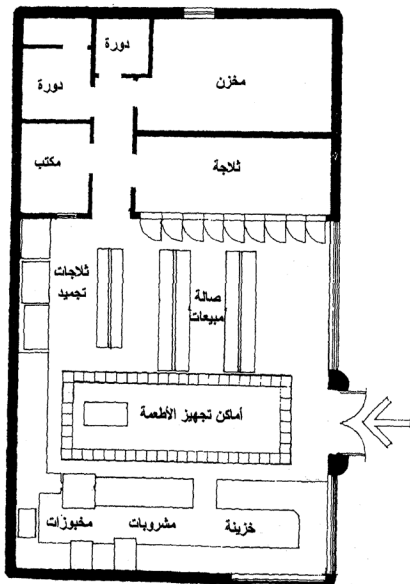 دورة
مخزن
دورة
مكتب
ثلاجة
ثلاجات
تجميد
صالة
مبيعات
أماكن تجهيز الأطعمة
خزينة
مشروبات
مخبوزات